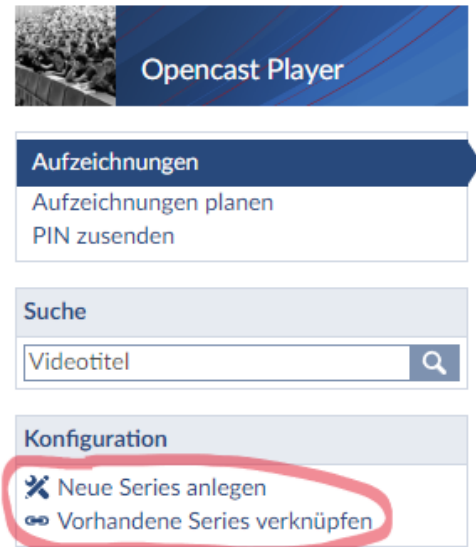 Opencast Player
Aufzeichnungen
Aufzeichnungen planen
PIN zusenden
Suche
Videotitel
Konfiguration
Neue Series anlegen
Vorhandene Series verknüpfen